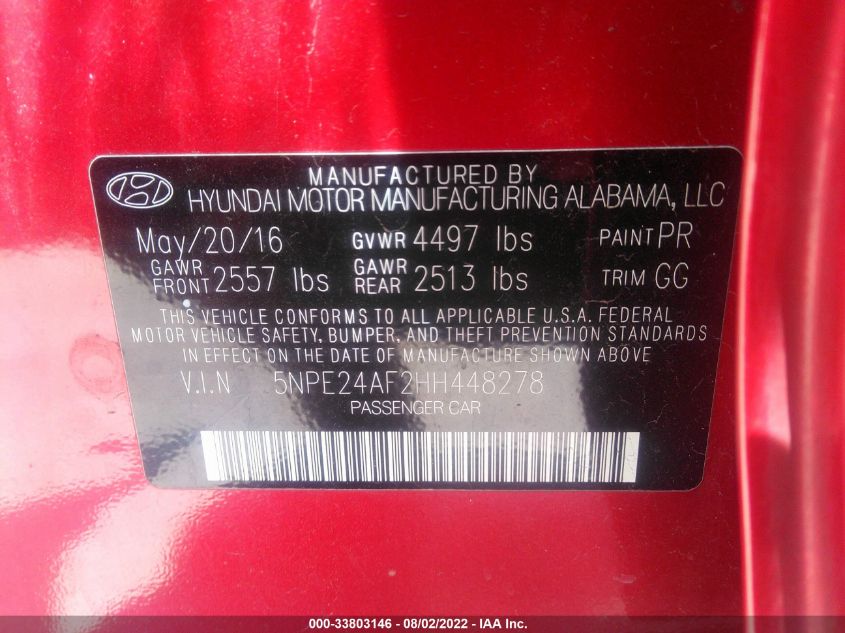 MANUFACTURED BY
HYUNDAI MOTOR MANUFACTURING ALABAMA, LLC
May/20/16 GVWR 4497 lbs PAINT PR
GAWR FRONT 2557 lbs GAWR REAR 2513 lbs TRIM GG
THIS VEHICLE CONFORMS TO ALL APPLICABLE U.S.A. FEDERAL
MOTOR VEHICLE SAFETY, BUMPER, AND THEFT PREVENTION STANDARDS
IN EFFECT ON THE DATE OF MANUFACTURE SHOWN ABOVE.
V.I.N 5NPE24AF2HH448278
PASSENGER CAR
000-33803146 - 08/02/2022 - IAA Inc.